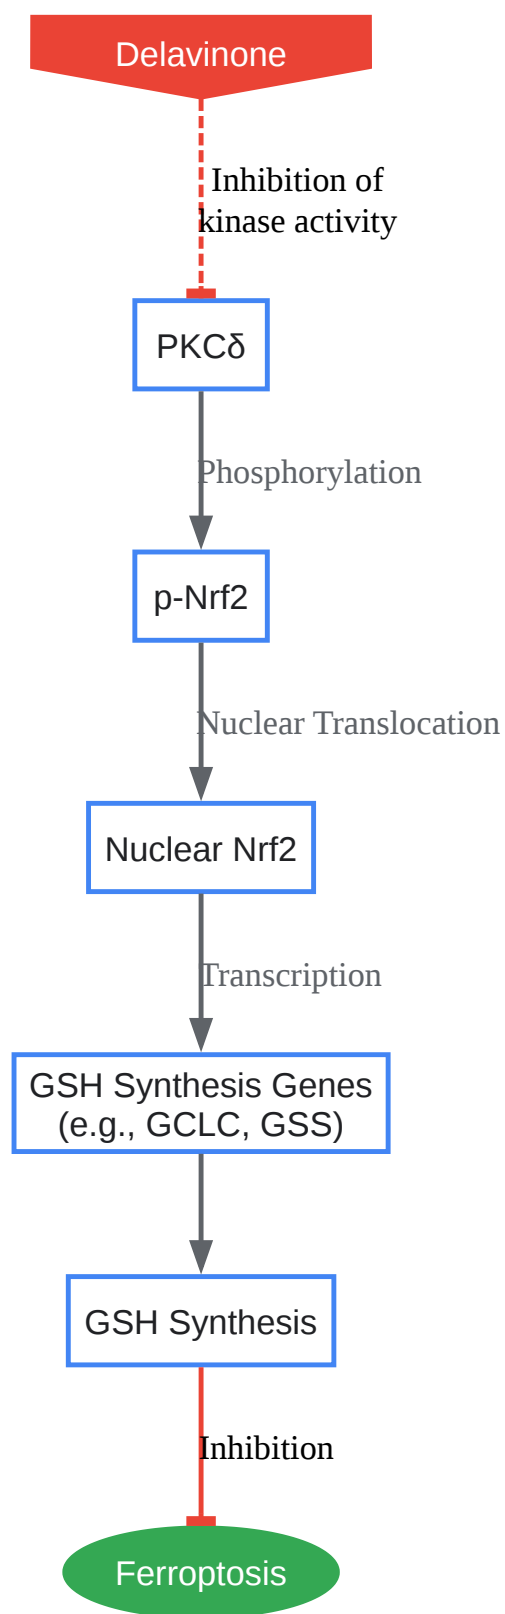 Delavinone
Inhibition of
kinase activity
PKCδ
Phosphorylation
p-Nrf2
Nuclear Translocation
Nuclear Nrf2
Transcription
GSH Synthesis Genes
(e.g., GCLC, GSS)
GSH Synthesis
Inhibition
Ferroptosis